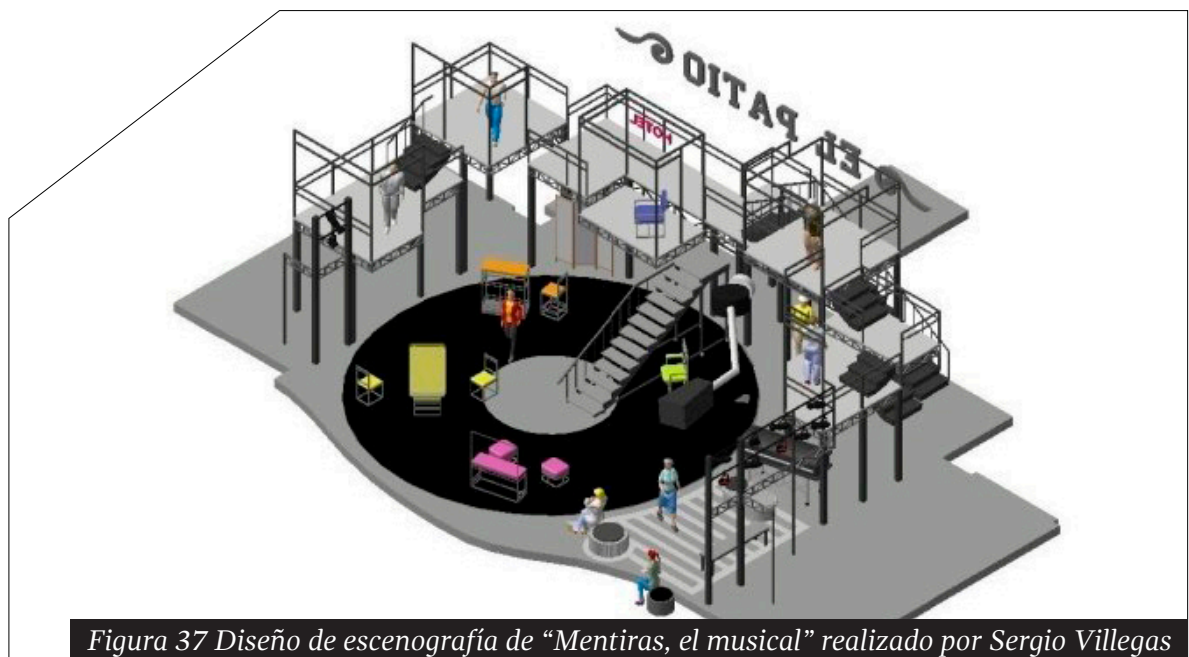 EL PATIO
HOTEL
Figura 37 Diseño de escenografía de “Mentiras, el musical” realizado por Sergio Villegas